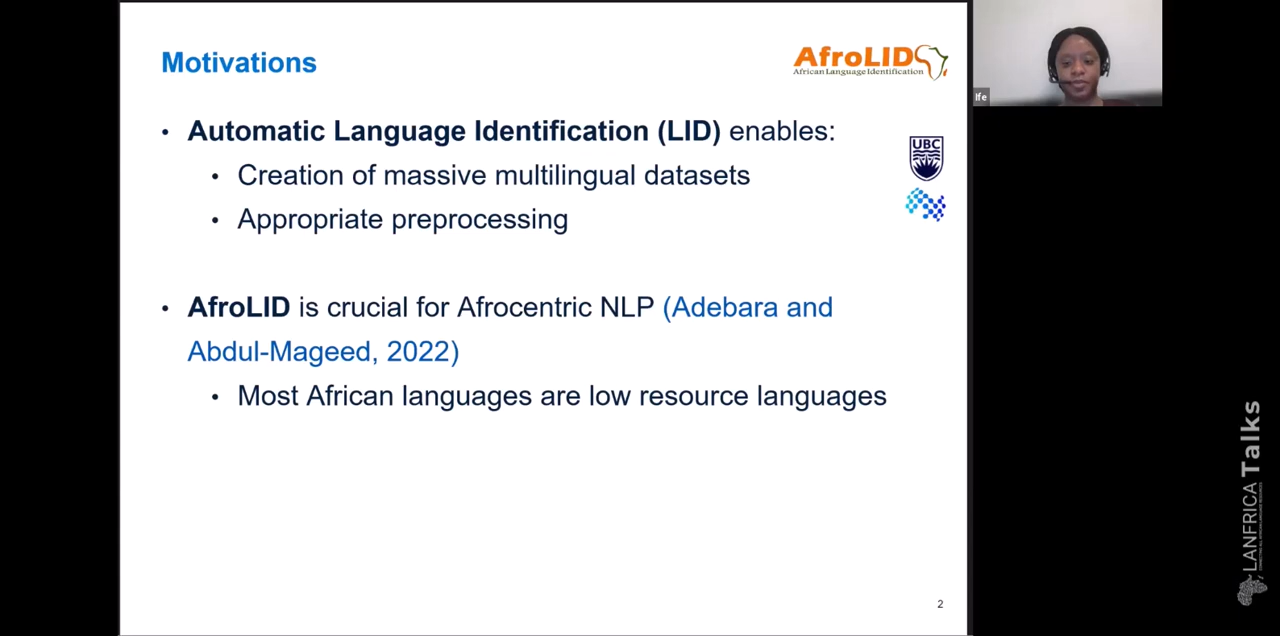 Motivations
AfroLID
African Language Identification
Ife
• Automatic Language Identification (LID) enables:
• Creation of massive multilingual datasets
• Appropriate preprocessing
UBC
• AfroLID is crucial for Afrocentric NLP (Adebara and
Abdul-Mageed, 2022)
• Most African languages are low resource languages
2
LANFRICA Talks